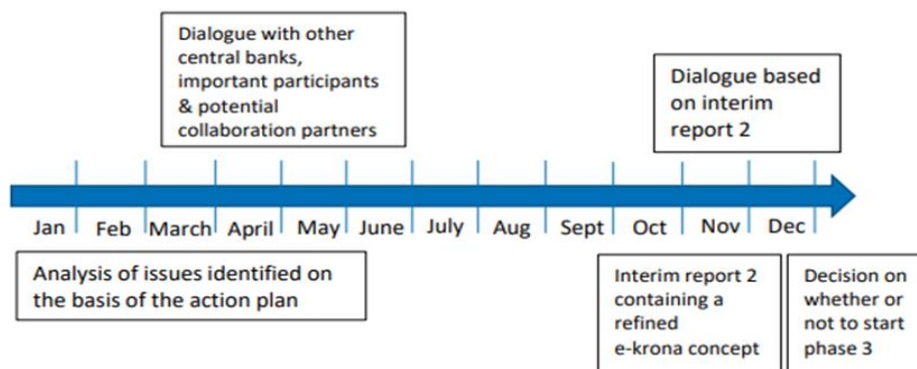 Dialogue with other
central banks,
important participants
& potential
collaboration partners
Dialogue based
on interim
report 2
Jan Feb March April May June July Aug Sept Oct Nov Dec
Analysis of issues identified on
the basis of the action plan
Interim report 2
containing a
refined
e-krona concept
Decision on
whether or
not to start
phase 3